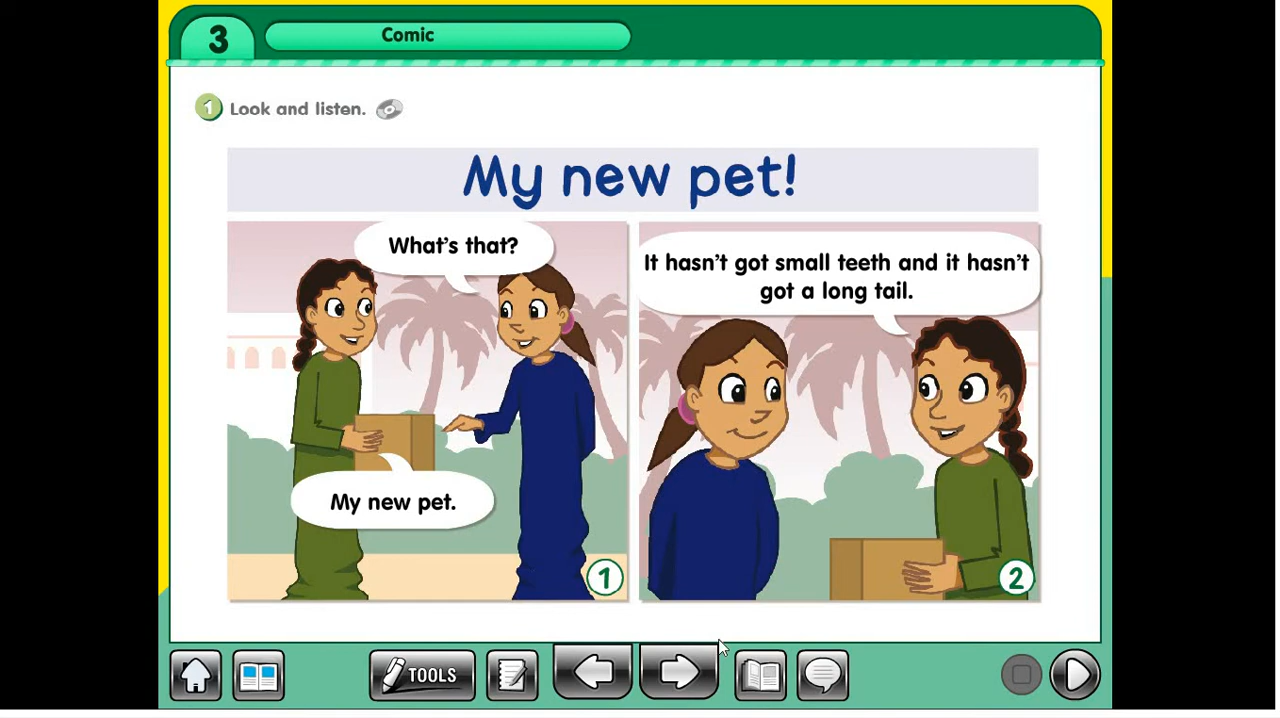 3
Comic
1 Look and listen.
My new pet!
What's that?
My new pet.
1
It hasn't got small teeth and it hasn't
got a long tail.
2
TOOLS